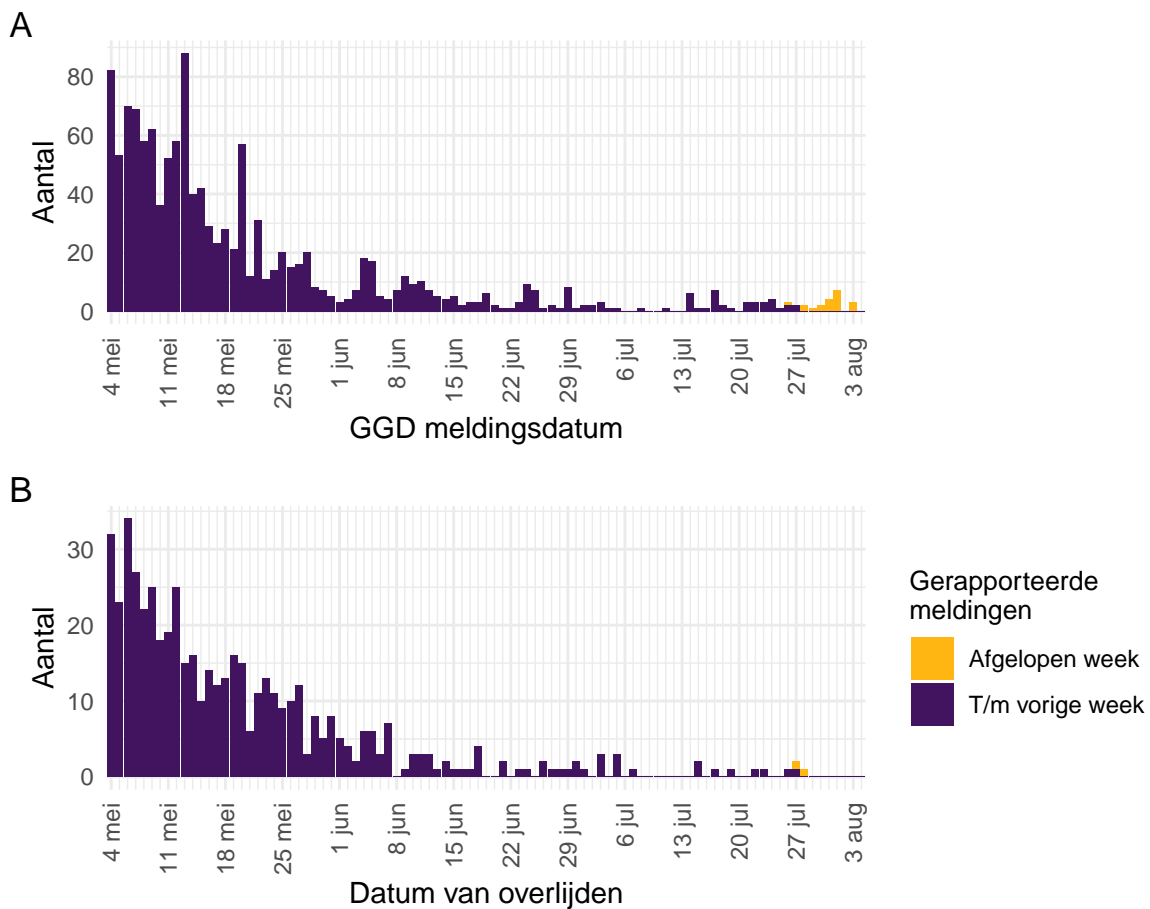 A
80
60
40
20
0
Aantal
4 mei
11 mei
18 mei
25 mei
1 jun
8 jun
15 jun
22 jun
29 jun
6 jul
13 jul
20 jul
27 jul
3 aug
GGD meldingsdatum
B
30
20
10
0
Aantal
4 mei
11 mei
18 mei
25 mei
1 jun
8 jun
15 jun
22 jun
29 jun
6 jul
13 jul
20 jul
27 jul
3 aug
Datum van overlijden
Gerapporteerde
meldingen
Afgelopen week
T/m vorige week